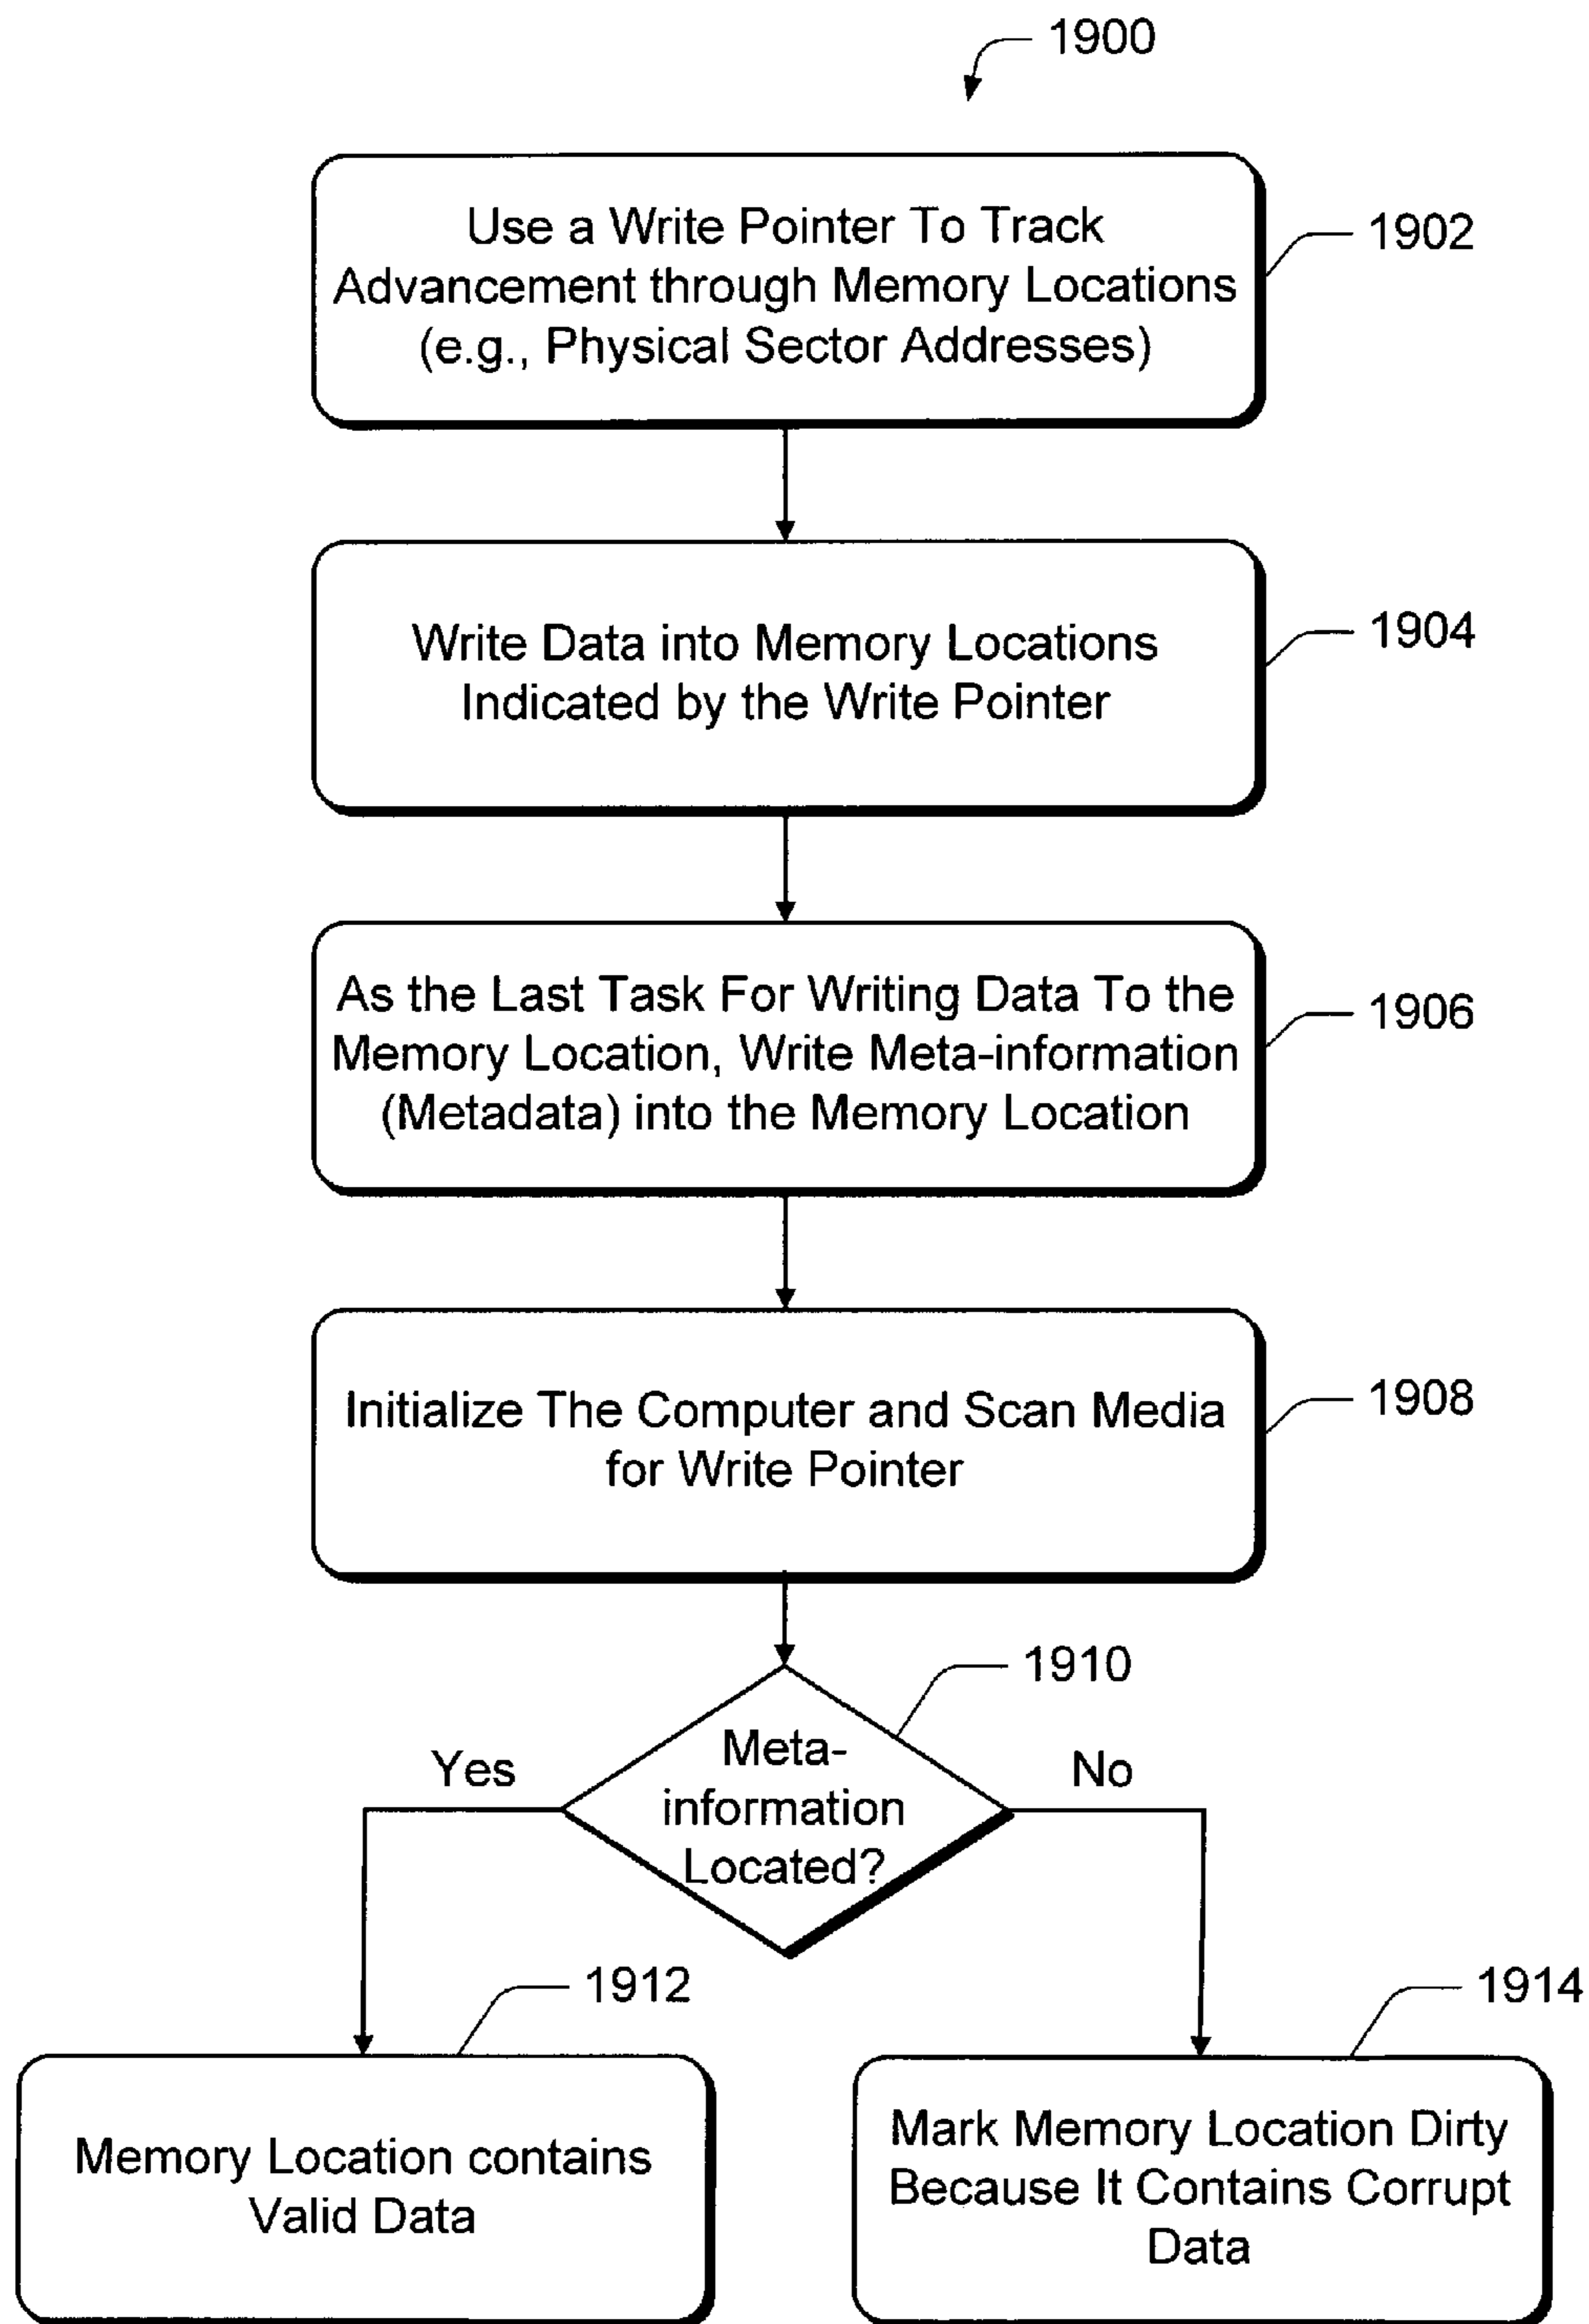 1900
Use a Write Pointer To Track
Advancement through Memory Locations
(e.g., Physical Sector Addresses)
1902
Write Data into Memory Locations
Indicated by the Write Pointer
1904
As the Last Task For Writing Data To the
Memory Location, Write Meta-information
(Metadata) into the Memory Location
1906
Initialize The Computer and Scan Media
for Write Pointer
1908
1910
Meta-
information
Located?
Yes
No
1912
Memory Location contains
Valid Data
1914
Mark Memory Location Dirty
Because It Contains Corrupt
Data